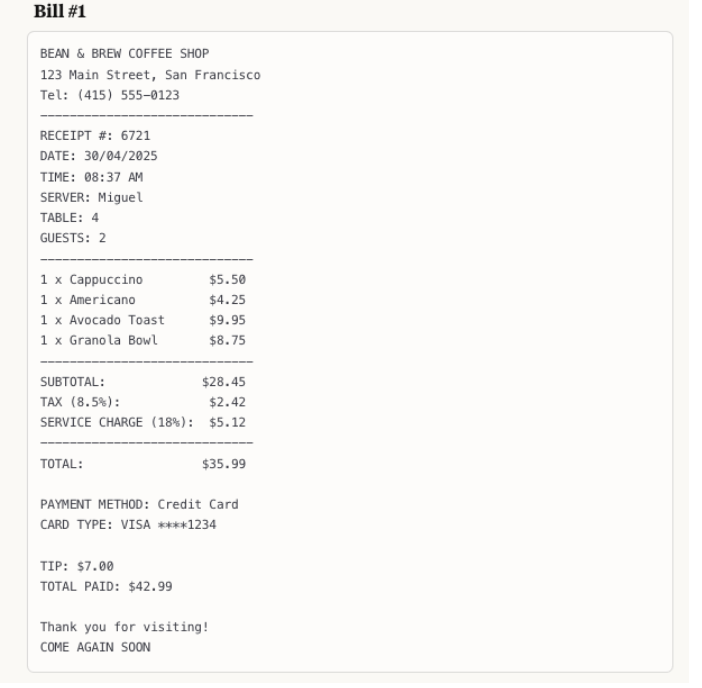 Bill #1
BEAN & BREW COFFEE SHOP
123 Main Street, San Francisco
Tel: (415) 555–0123
—————————————————————————————
RECEIPT #: 6721
DATE: 30/04/2025
TIME: 08:37 AM
SERVER: Miguel
TABLE: 4
GUESTS: 2
—————————————————————————————
1 x Cappuccino         $5.50
1 x Americano          $4.25
1 x Avocado Toast      $9.95
1 x Granola Bowl       $8.75
—————————————————————————————
SUBTOTAL:             $28.45
TAX (8.5%):            $2.42
SERVICE CHARGE (18%):  $5.12
—————————————————————————————
TOTAL:                $35.99
PAYMENT METHOD: Credit Card
CARD TYPE: VISA ****1234
TIP: $7.00
TOTAL PAID: $42.99
Thank you for visiting!
COME AGAIN SOON